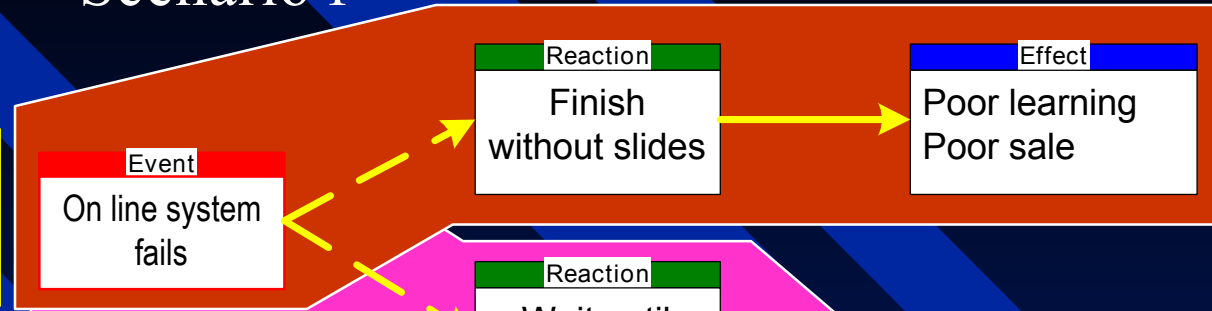 Reaction
Finish
without slides
Effect
Poor learning
Poor sale
Event
On line system
fails
Reaction